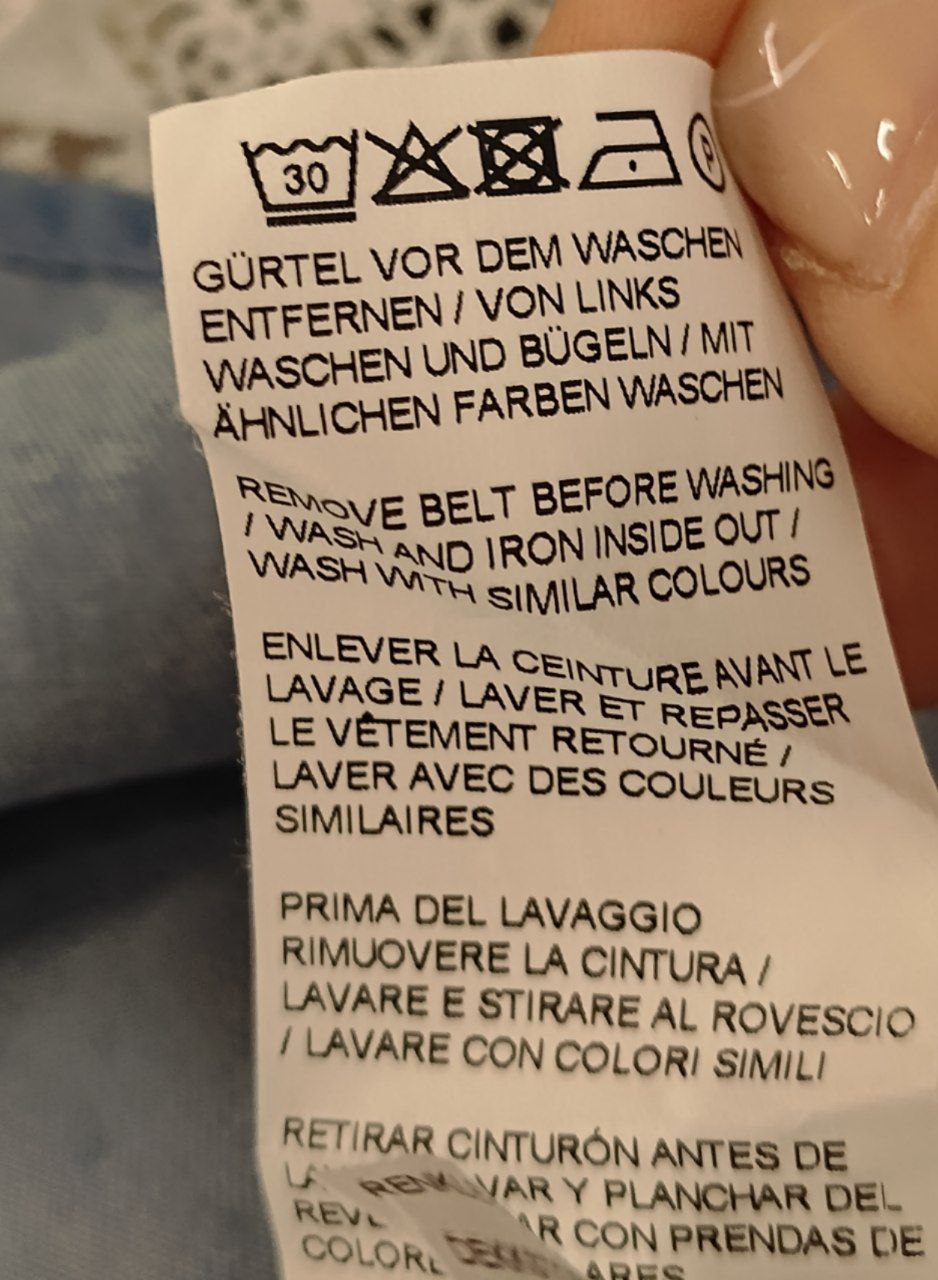 30 P
GÜRTEL VOR DEM WASCHEN
ENTFERNEN / VON LINKS
WASCHEN UND BÜGELN / MIT
ÄHNLICHEN FARBEN WASCHEN
REMOVE BELT BEFORE WASHING
/ WASH AND IRON INSIDE OUT /
WASH WITH SIMILAR COLOURS
ENLEVER LA CEINTURE AVANT LE
LAVAGE / LAVER ET REPASSER
LE VÊTEMENT RETOURNÉ /
LAVER AVEC DES COULEURS
SIMILAIRES
PRIMA DEL LAVAGGIO
RIMUOVERE LA CINTURA /
LAVARE E STIRARE AL ROVESCIO
/ LAVARE CON COLORI SIMILI
RETIRAR CINTURÓN ANTES DE
Y PLANCHAR DEL
CON PRENDAS DE